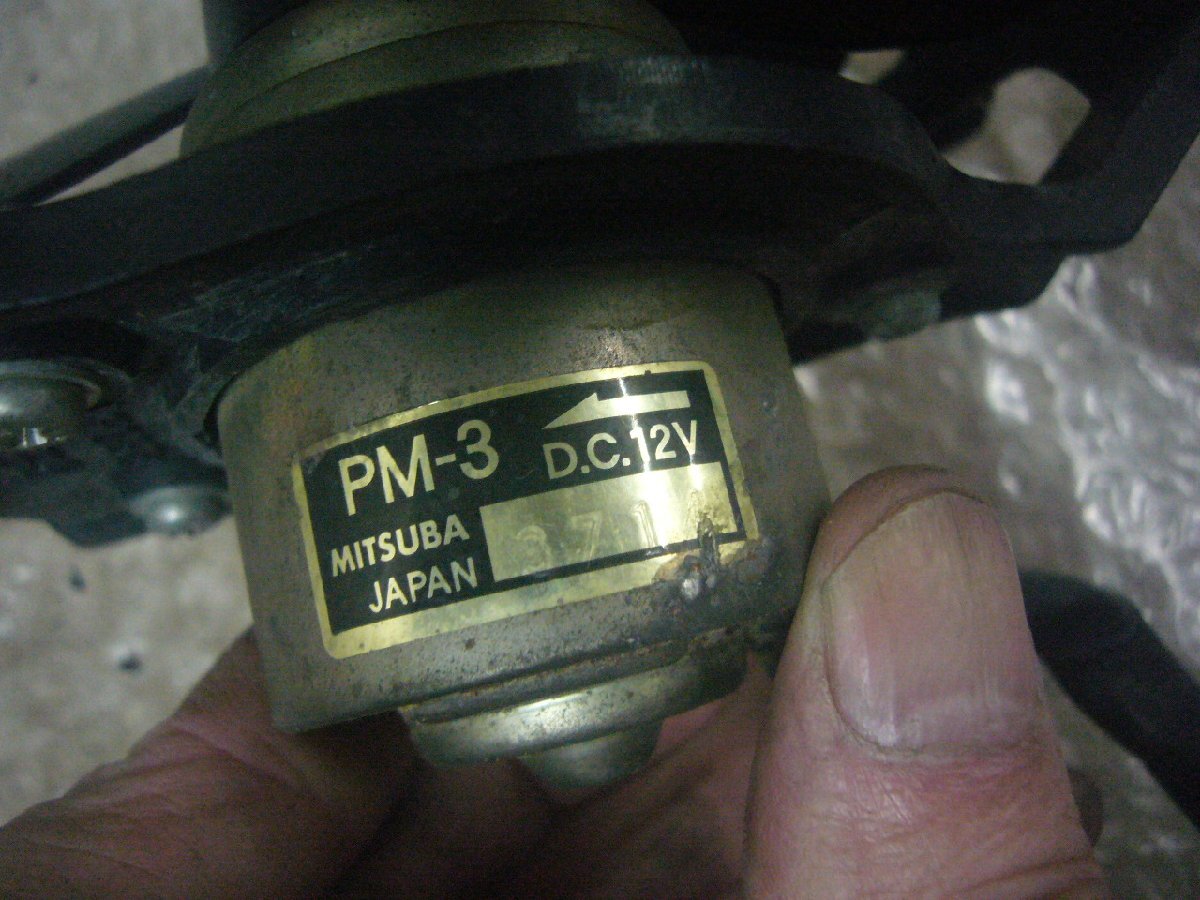 PM-3
D.C.12V
MITSUBA
JAPAN